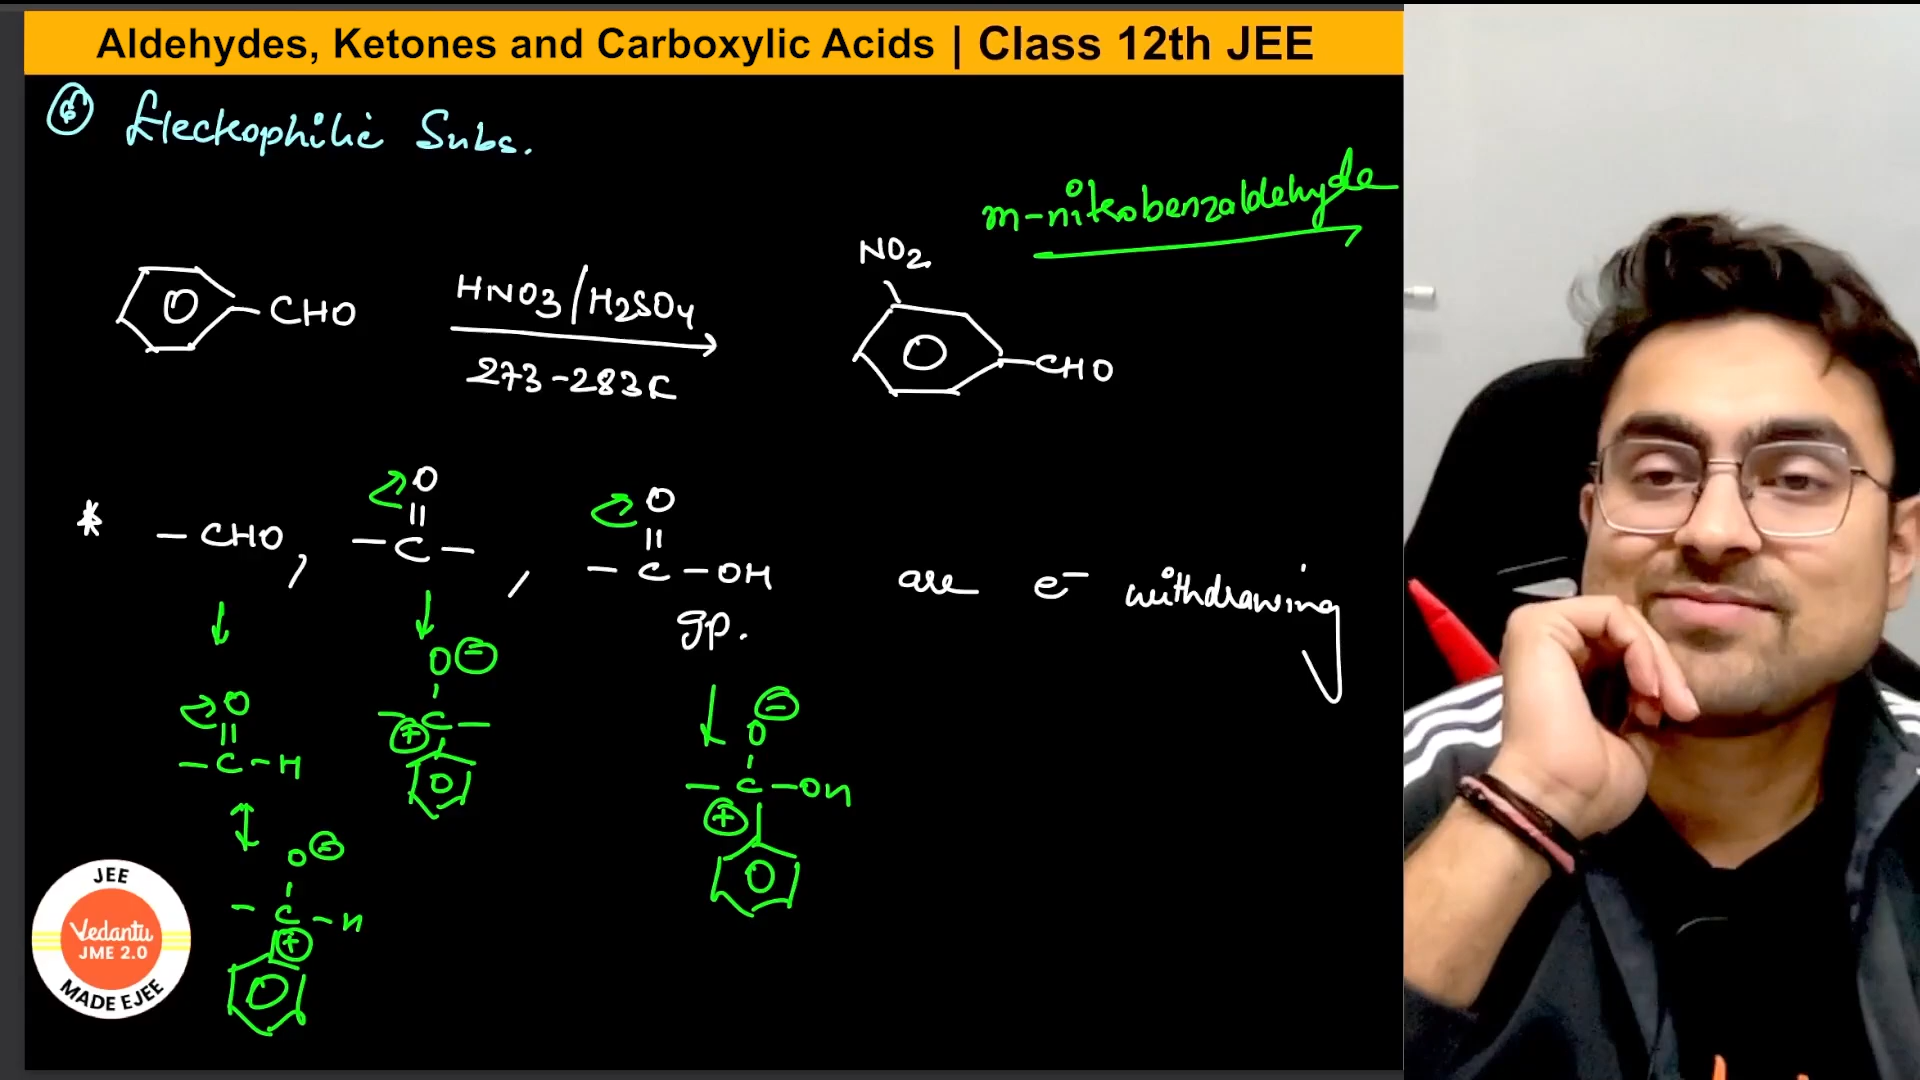 Aldehydes, Ketones and Carboxylic Acids | Class 12th JEE
⑥ Electrophilic Subs.
m-nitrobenzaldehyde
NO2
CHO
HNO3/H2SO4
273-283K
CHO
* -CHO, -C- , -C-OH are e⁻ withdrawing
O
O
gp.
O⊖
-C-
⊕
O
-C-H
O⊖
-C-OH
⊕
O⊖
-C-H
⊕
JEE
Vedantu
JME 2.0
MADE EJEE